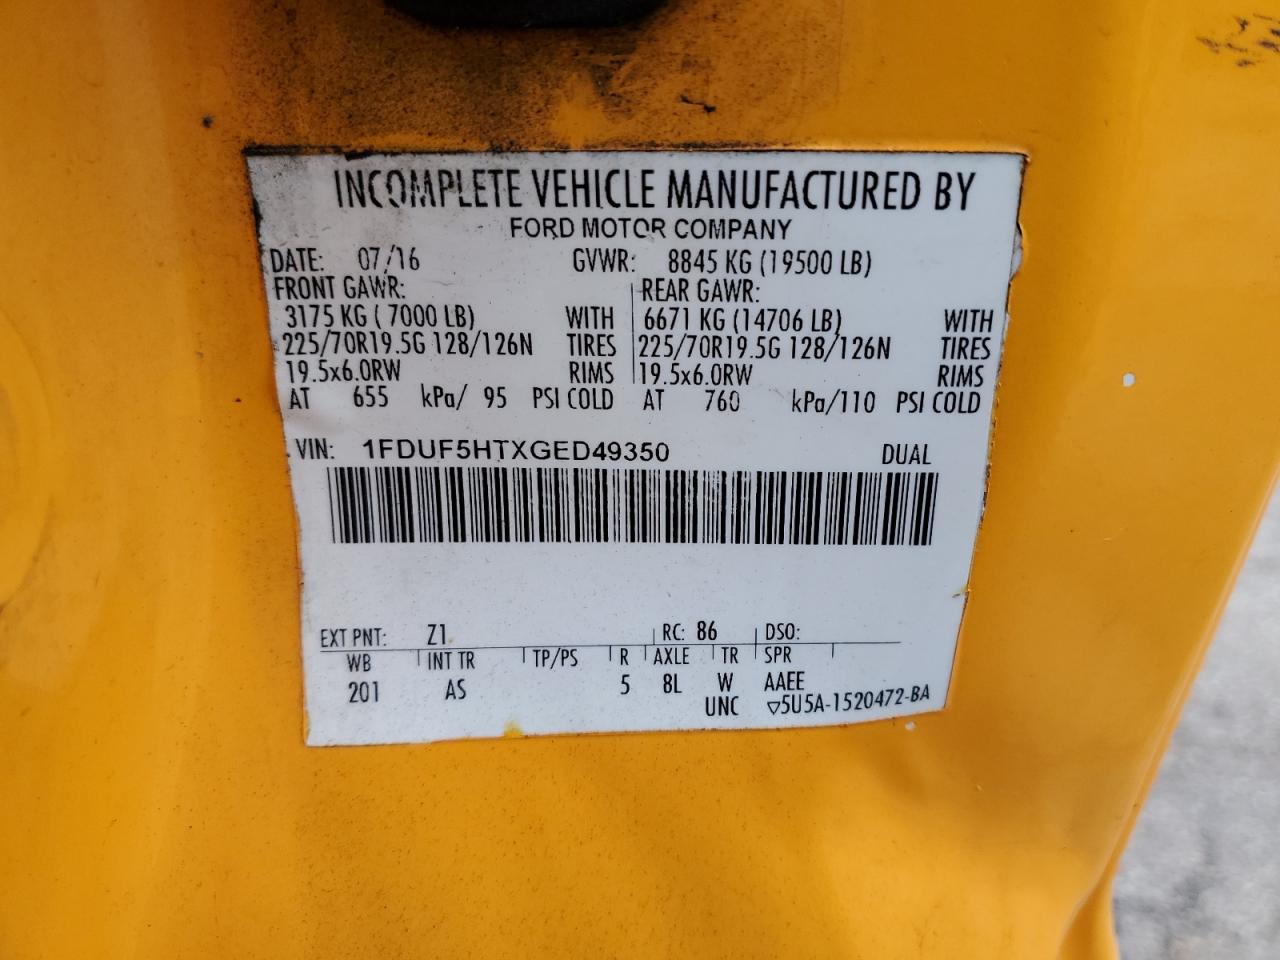 INCOMPLETE VEHICLE MANUFACTURED BY
FORD MOTOR COMPANY
DATE: 07/16 GVWR: 8845 KG (19500 LB)
FRONT GAWR: REAR GAWR:
3175 KG ( 7000 LB) WITH 6671 KG (14706 LB) WITH
225/70R19.5G 128/126N TIRES 225/70R19.5G 128/126N TIRES
19.5x6.0RW RIMS 19.5x6.0RW RIMS
AT 655 kPa/ 95 PSI COLD AT 760 kPa/110 PSI COLD
VIN: 1FDUF5HTXGED49350 DUAL
EXT PNT: Z1 RC: 86 DSO:
WB INT TR TP/PS R AXLE TR SPR
201 AS 5 8L W AAEE
UNC ▽5U5A-1520472-BA